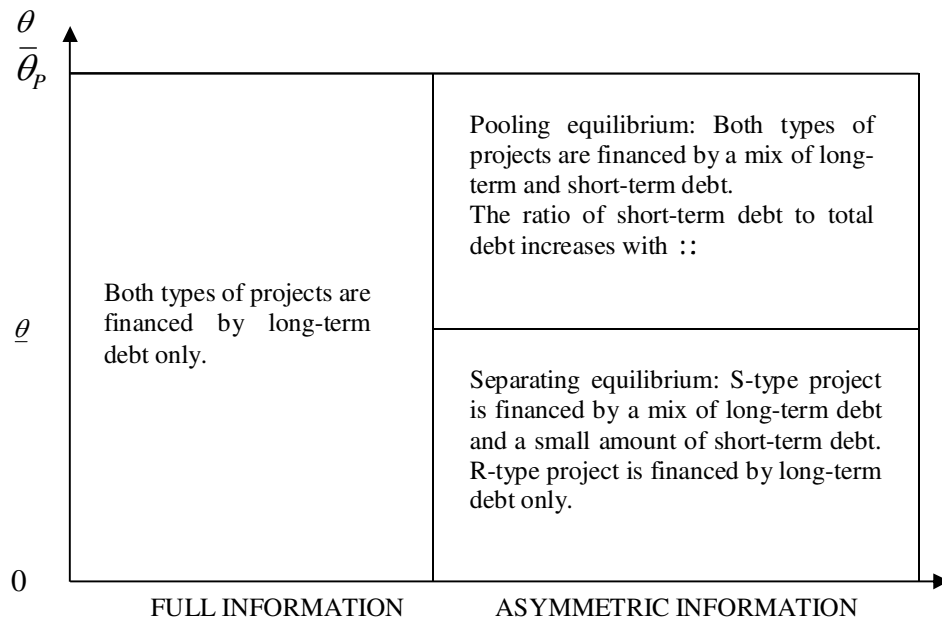 θ
θ̅_P
Pooling equilibrium: Both types of
projects are financed by a mix of long-
term and short-term debt.
The ratio of short-term debt to total
debt increases with ::
Both types of projects are
financed by long-term
debt only.
θ̲
Separating equilibrium: S-type project
is financed by a mix of long-term debt
and a small amount of short-term debt.
R-type project is financed by long-term
debt only.
0
FULL INFORMATION
ASYMMETRIC INFORMATION